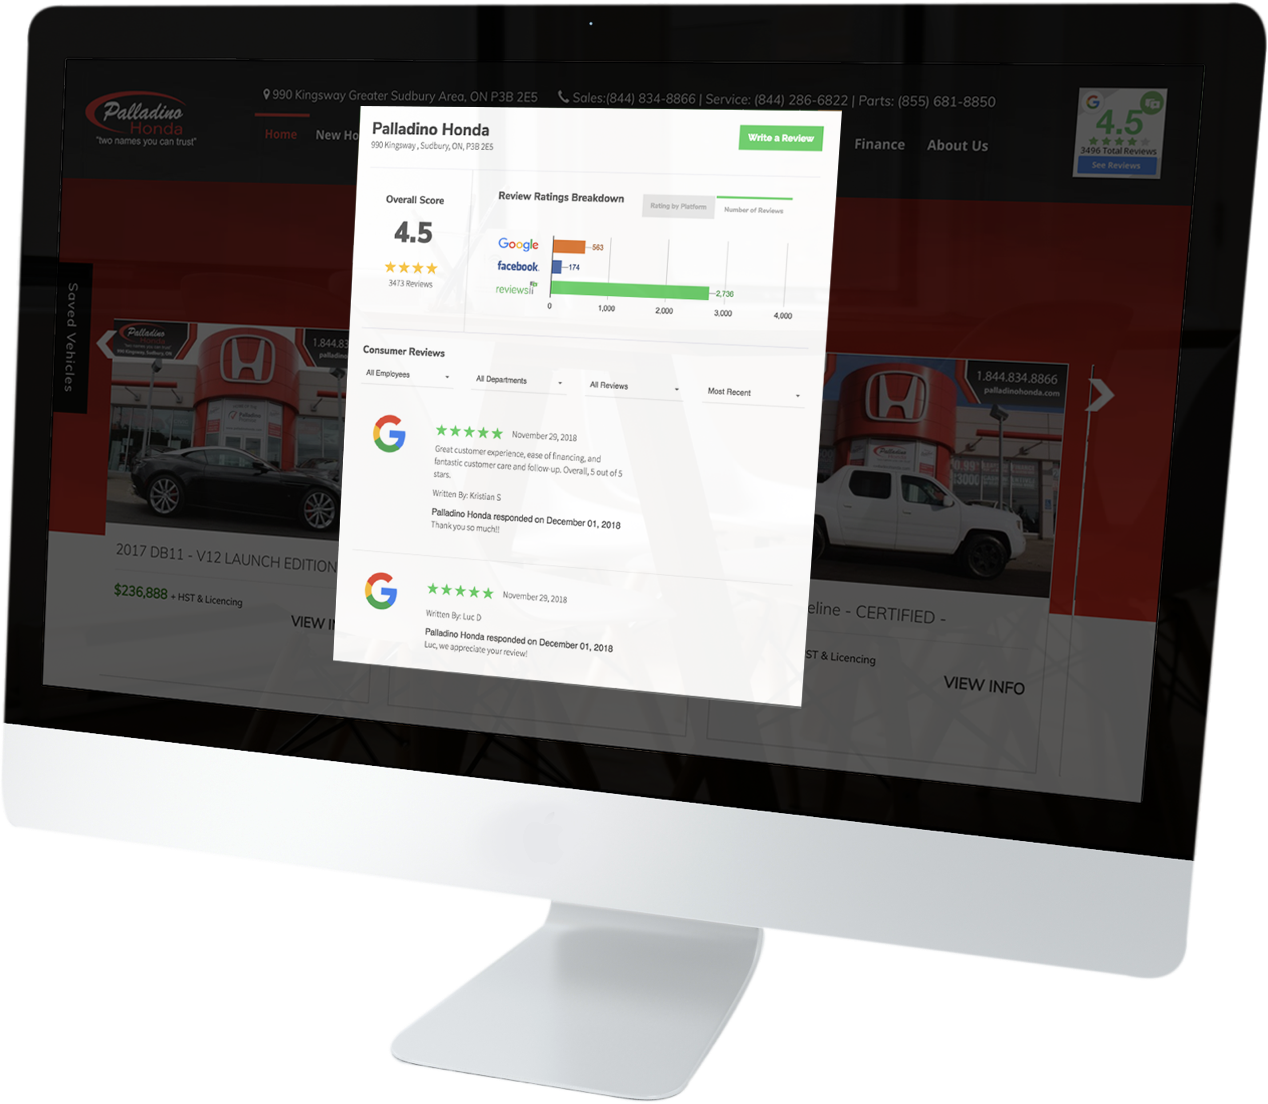 Palladino
Honda
"two names you can trust"
990 Kingsway Greater Sudbury Area, ON P3B 2E5
Sales:(844) 834-8866 | Service: (844) 286-6822 | Parts: (855) 681-8850
Home
New Ho
Finance
About Us
4.5
3496 Total Reviews
See Reviews
Palladino Honda
990 Kingsway , Sudbury, ON, P3B 2E5
Write a Review
Overall Score
4.5
3473 Reviews
Review Ratings Breakdown
Rating by Platform
Number of Reviews
Google
563
facebook
174
reviewsii
2,736
0
1,000
2,000
3,000
4,000
Consumer Reviews
All Employees
All Departments
All Reviews
Most Recent
November 29, 2018
Great customer experience, ease of financing, and
fantastic customer care and follow-up. Overall, 5 out of 5
stars.
Written By: Kristian S
Palladino Honda responded on December 01, 2018
Thank you so much!!
November 29, 2018
Written By: Luc D
Palladino Honda responded on December 01, 2018
Luc, we appreciate your review!
Saved Vehicles
Palladino
Honda
1.844.83
palladino
2017 DB11 - V12 LAUNCH EDITION
$236,888 + HST & Licencing
VIEW I
1.844.834.8866
palladinohonda.com
eline - CERTIFIED -
ST & Licencing
VIEW INFO